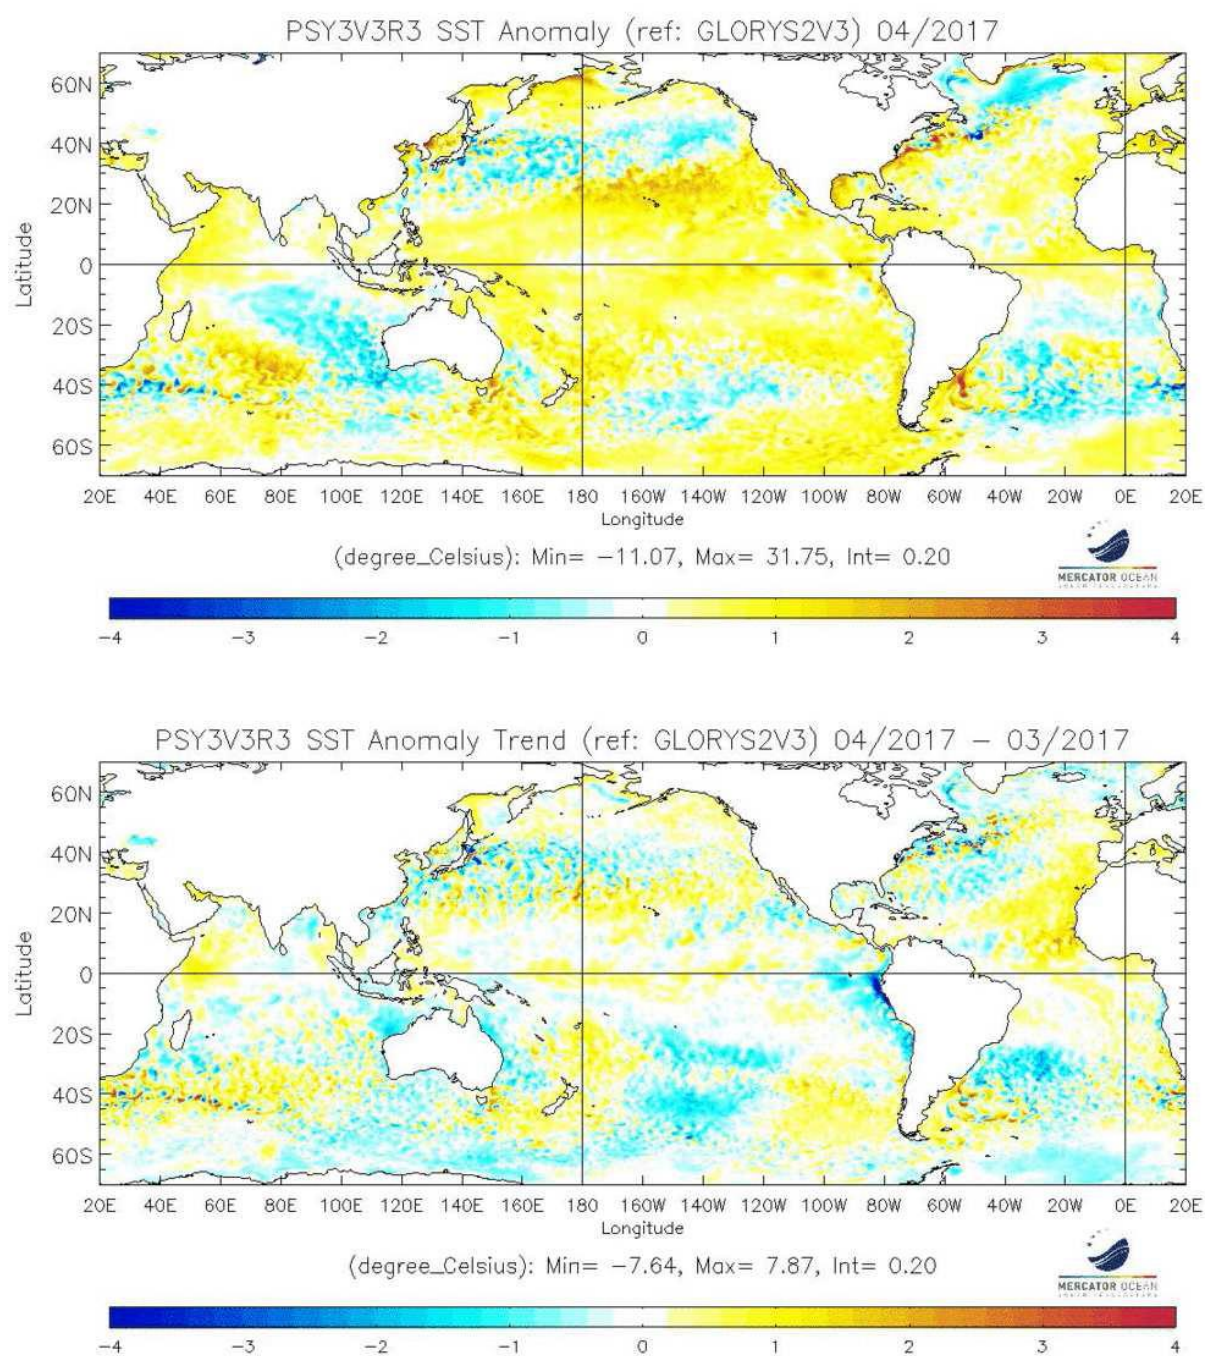 PSY3V3R3 SST Anomaly (ref: GLORYS2V3) 04/2017
60N
40N
20N
0
20S
40S
60S
Latitude
20E 40E 60E 80E 100E 120E 140E 160E 180 160W 140W 120W 100W 80W 60W 40W 20W 0E 20E
Longitude
(degree_Celsius): Min= -11.07, Max= 31.75, Int= 0.20
MERCATOR OCEAN
-4 -3 -2 -1 0 1 2 3 4
PSY3V3R3 SST Anomaly Trend (ref: GLORYS2V3) 04/2017 - 03/2017
60N
40N
20N
0
20S
40S
60S
Latitude
20E 40E 60E 80E 100E 120E 140E 160E 180 160W 140W 120W 100W 80W 60W 40W 20W 0E 20E
Longitude
(degree_Celsius): Min= -7.64, Max= 7.87, Int= 0.20
MERCATOR OCEAN
-4 -3 -2 -1 0 1 2 3 4